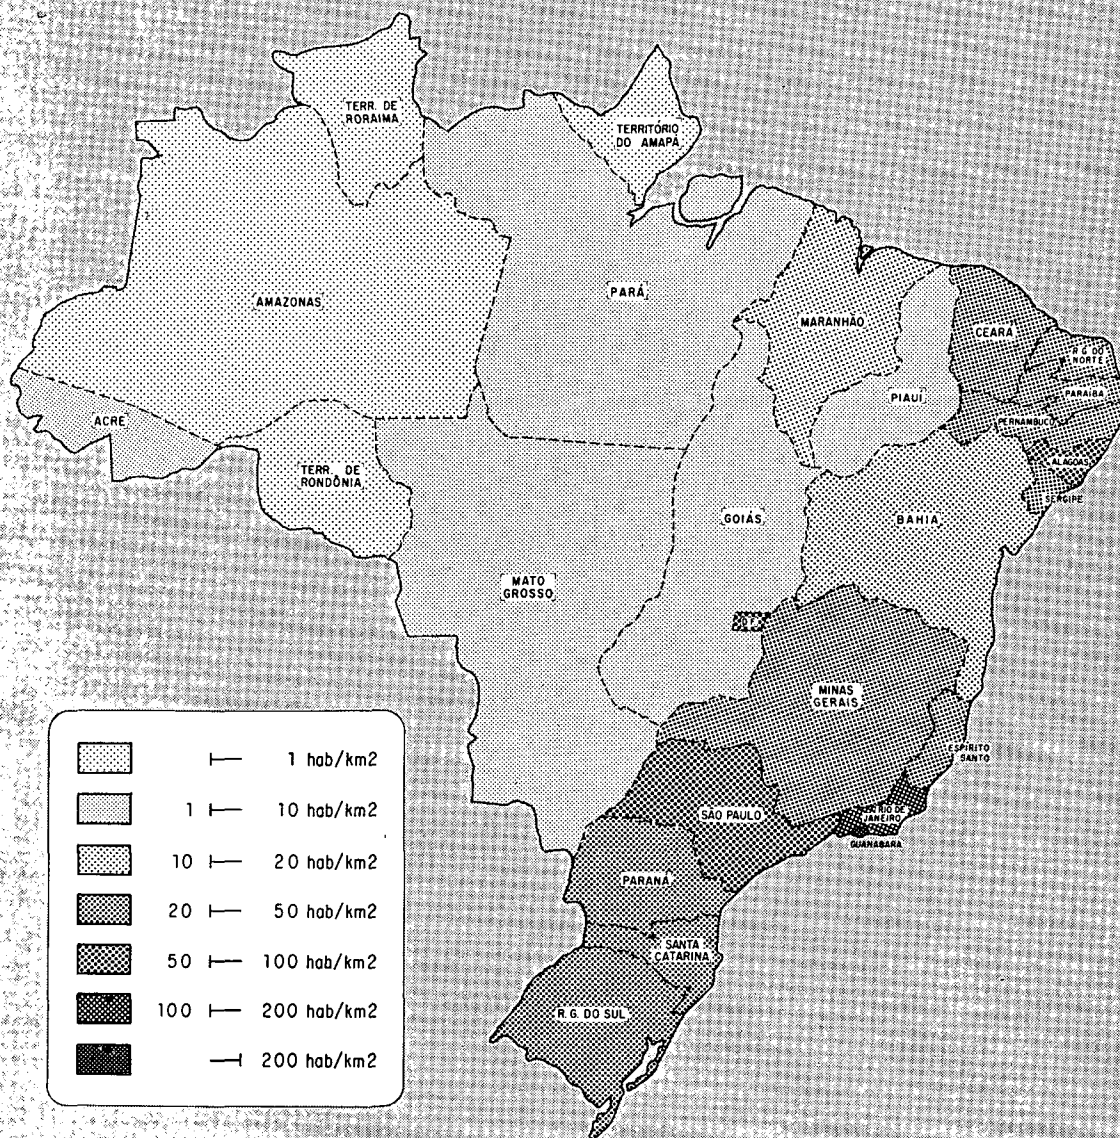 TERR. DE
RORAIMA
TERRITÓRIO
DO AMAPÁ
AMAZONAS
PARÁ
MARANHÃO
CEARÁ
R.G. DO
NORTE
PARAÍBA
PIAUÍ
PERNAMBUCO
ACRE
ALAGOAS
TERR. DE
RONDÔNIA
SERGIPE
GOIÁS
BAHIA
MATO
GROSSO
MINAS
GERAIS
ESPÍRITO
SANTO
SÃO PAULO
RIO DE
JANEIRO
GUANABARA
PARANÁ
SANTA
CATARINA
R.G. DO SUL
⊢ 1 hab/km2
1 ⊢ 10 hab/km2
10 ⊢ 20 hab/km2
20 ⊢ 50 hab/km2
50 ⊢ 100 hab/km2
100 ⊢ 200 hab/km2
⊣ 200 hab/km2